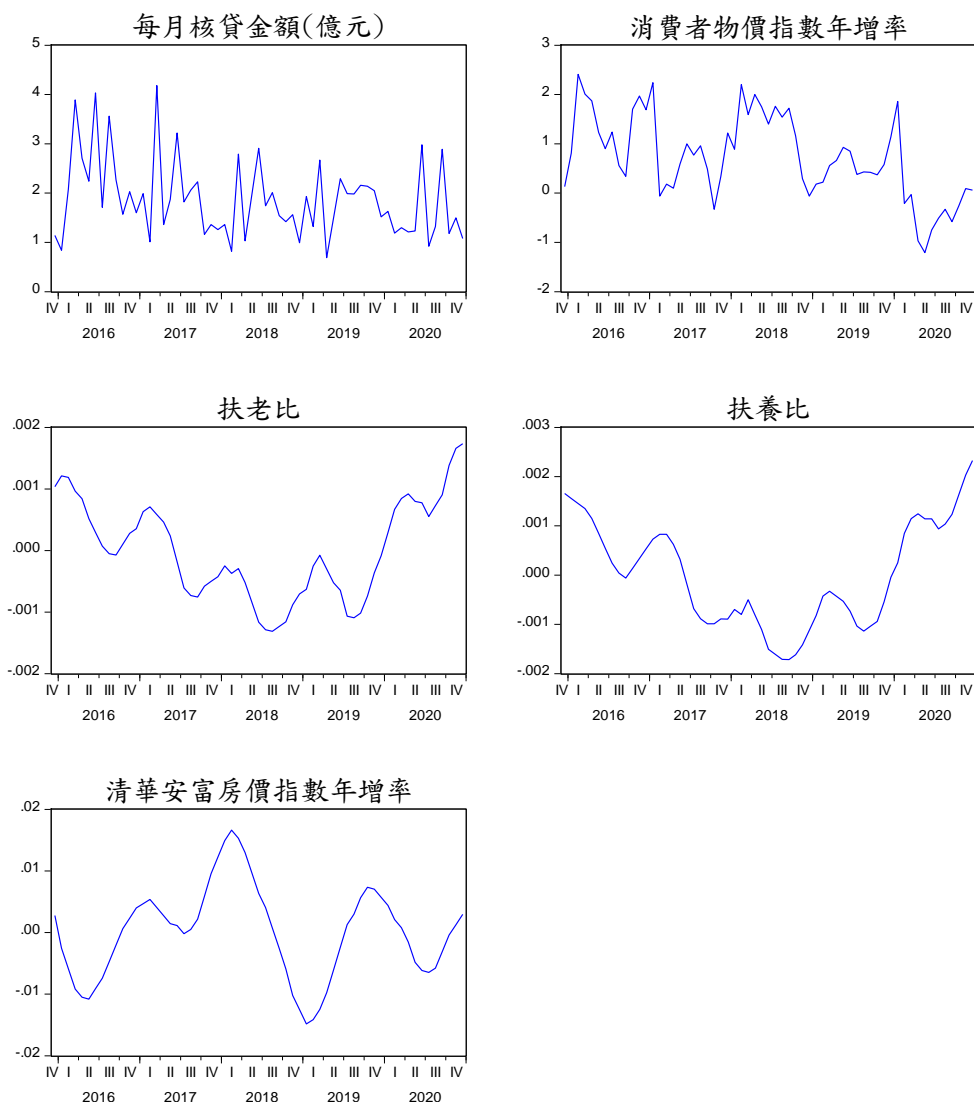 每月核貸金額(億元)
5
4
3
2
1
0
IV I II III IV I II III IV I II III IV I II III IV I II III IV
2016 2017 2018 2019 2020
消費者物價指數年增率
3
2
1
0
-1
-2
IV I II III IV I II III IV I II III IV I II III IV I II III IV
2016 2017 2018 2019 2020
扶老比
.002
.001
.000
-.001
-.002
IV I II III IV I II III IV I II III IV I II III IV I II III IV
2016 2017 2018 2019 2020
扶養比
.003
.002
.001
.000
-.001
-.002
IV I II III IV I II III IV I II III IV I II III IV I II III IV
2016 2017 2018 2019 2020
清華安富房價指數年增率
.02
.01
.00
-.01
-.02
IV I II III IV I II III IV I II III IV I II III IV I II III IV
2016 2017 2018 2019 2020